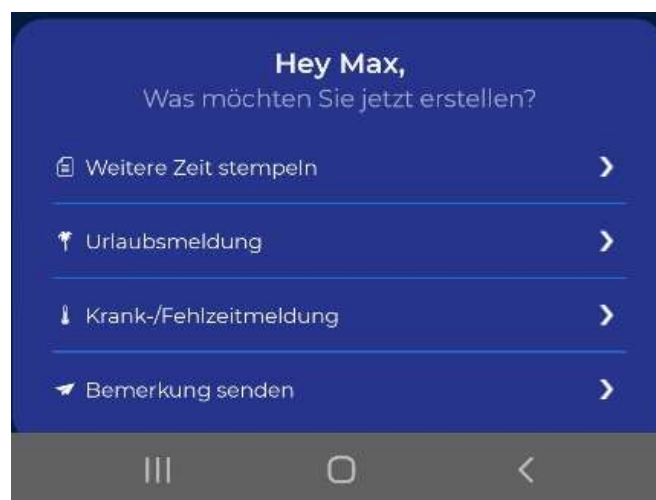 Hey Max,
Was möchten Sie jetzt erstellen?
Weitere Zeit stempeln
Urlaubsmeldung
Krank-/Fehlzeitmeldung
Bemerkung senden